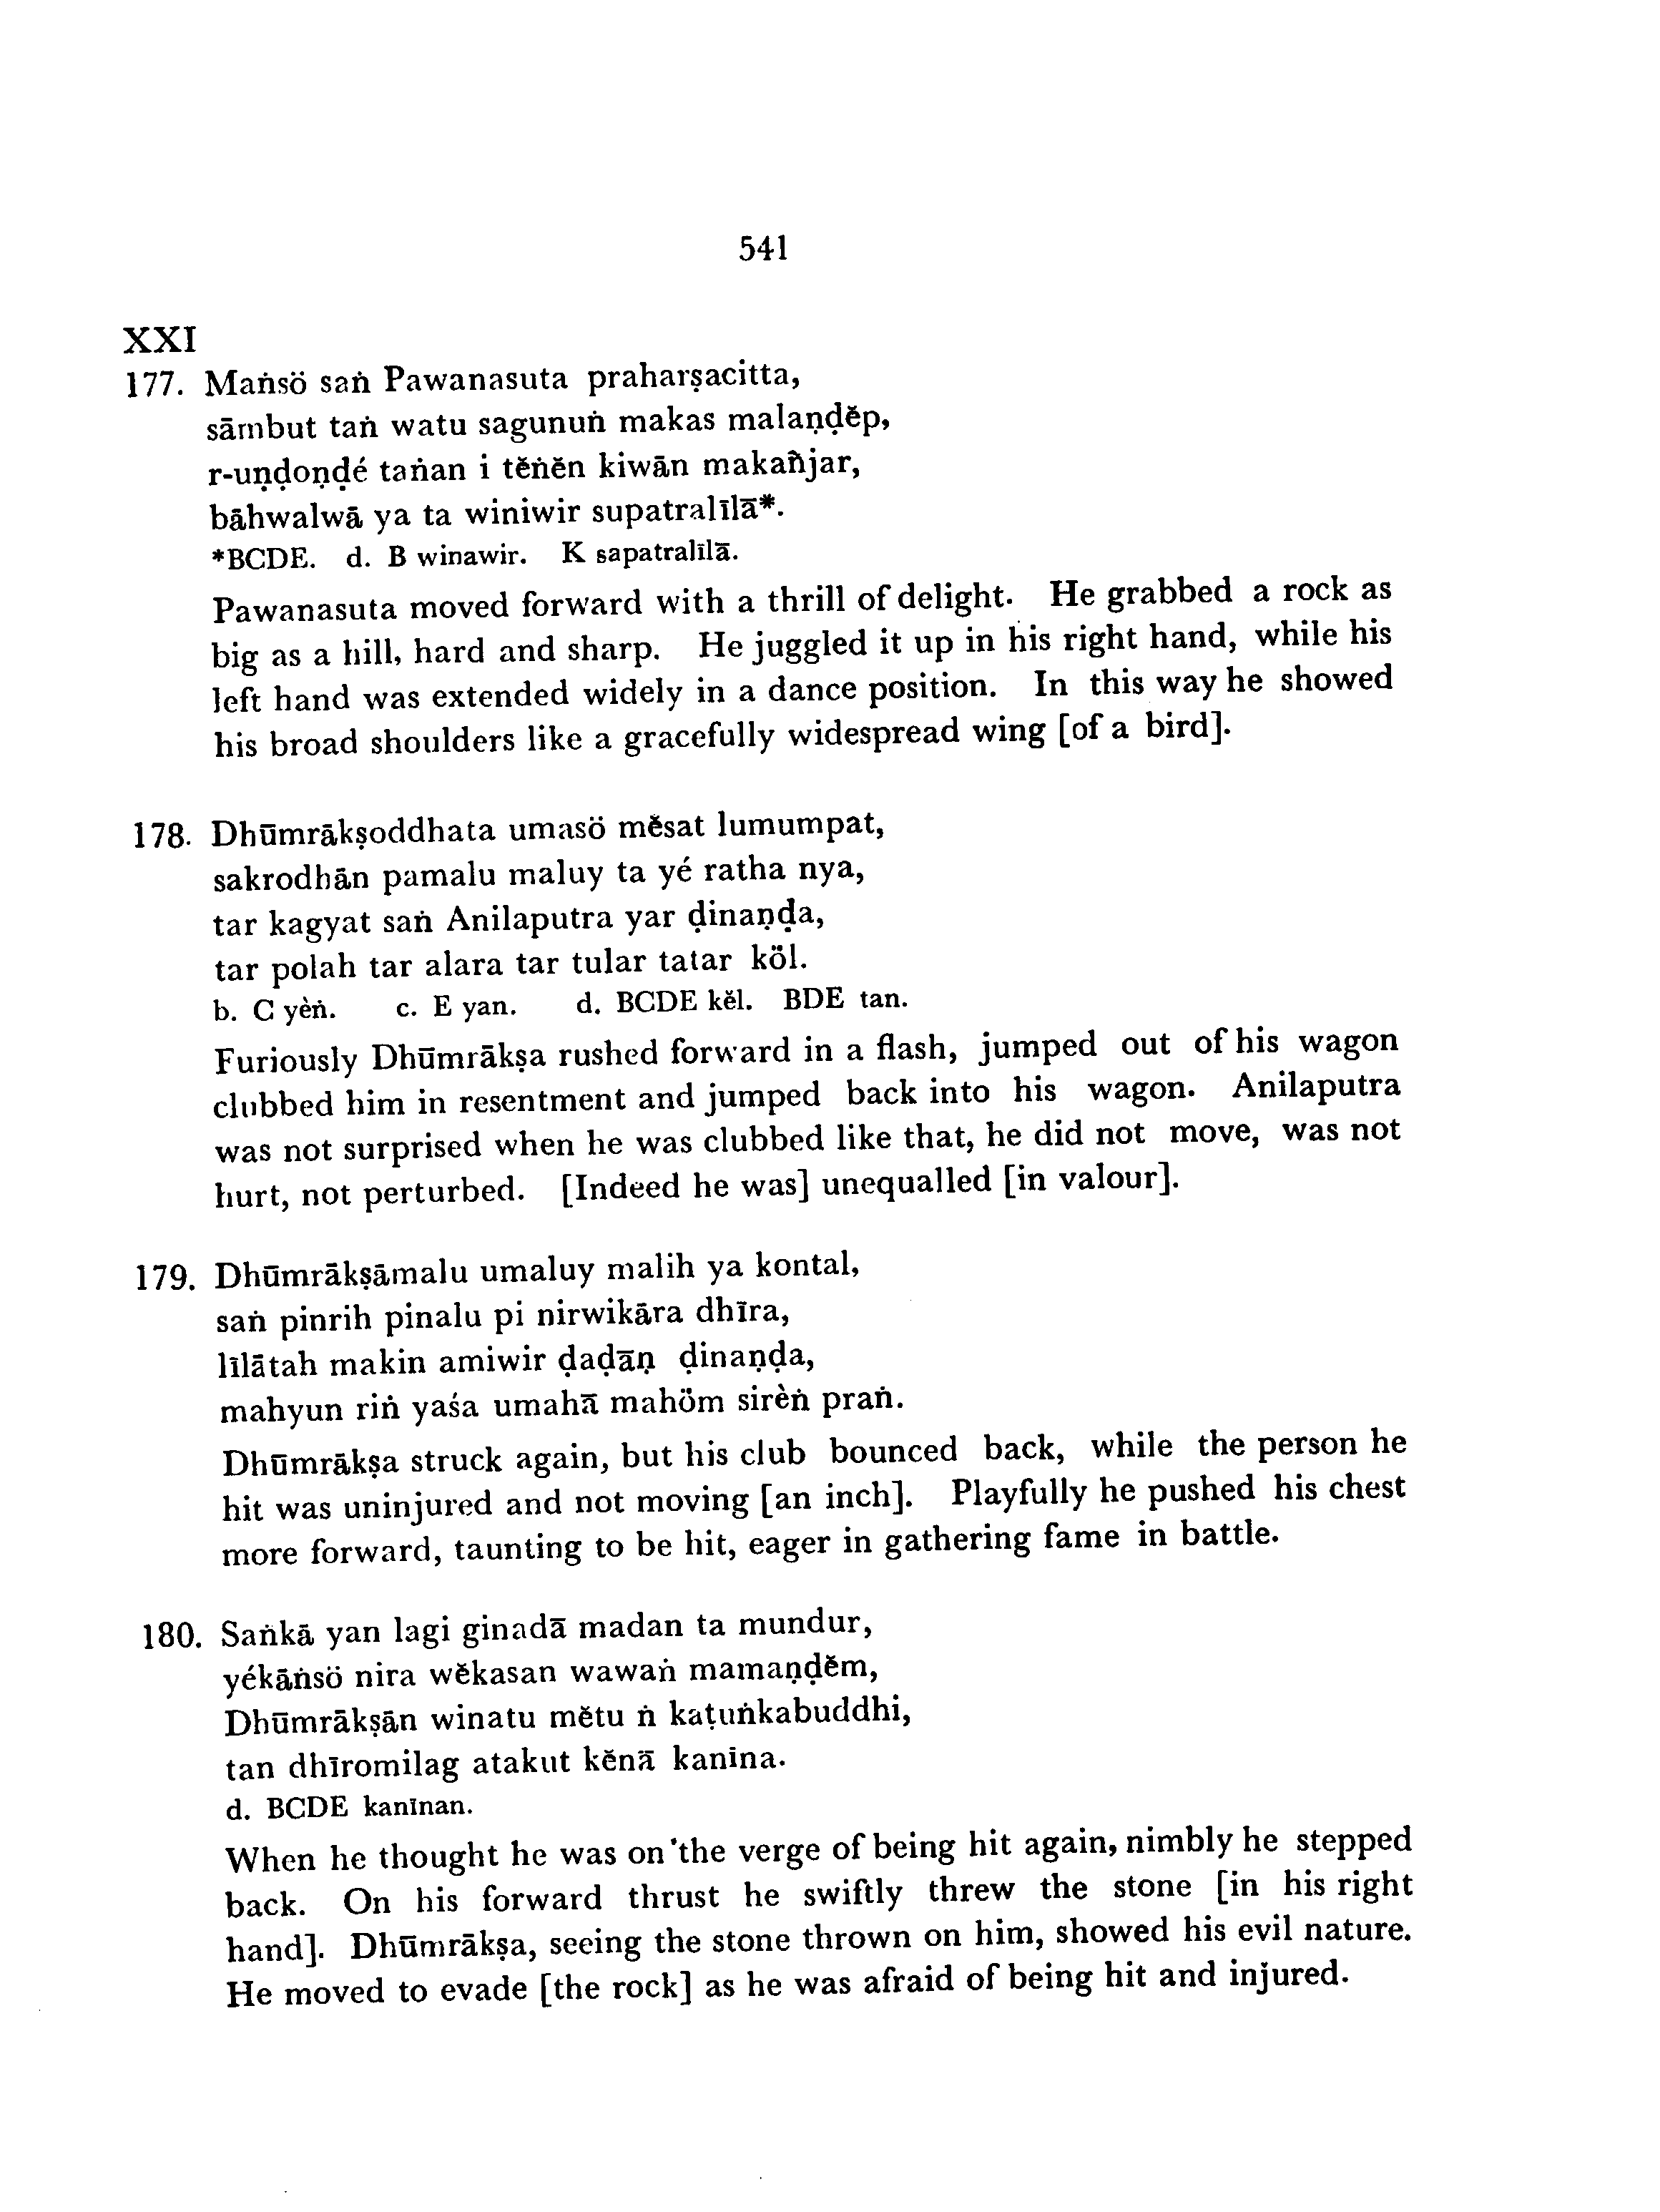 541
XXI
177. Maṅsö saṅ Pawanasuta praharṣacitta,
sāmbut taṅ watu sagunuṅ makas malaṇḍĕp,
r-uṇḍoṇḍé taṅan i tĕṅĕn kiwān makañjar,
bāhwalwā ya ta winiwir supatralīlā*.
*BCDE. d. B winawir. K sapatralīlā.
Pawanasuta moved forward with a thrill of delight. He grabbed a rock as
big as a hill, hard and sharp. He juggled it up in his right hand, while his
left hand was extended widely in a dance position. In this way he showed
his broad shoulders like a gracefully widespread wing [of a bird].
178. Dhūmrākṣoddhata umasö mĕsat lumumpat,
sakrodhān pamalu maluy ta yé ratha nya,
tar kagyat saṅ Anilaputra yar ḍinaṇḍa,
tar polah tar alara tar tular tatar köl.
b. C yèṅ. c. E yan. d. BCDE kĕl. BDE tan.
Furiously Dhūmrākṣa rushed forward in a flash, jumped out of his wagon
clubbed him in resentment and jumped back into his wagon. Anilaputra
was not surprised when he was clubbed like that, he did not move, was not
hurt, not perturbed. [Indeed he was] unequalled [in valour].
179. Dhūmrākṣāmalu umaluy malih ya kontal,
saṅ pinrih pinalu pi nirwikāra dhīra,
līlātah makin amiwir ḍaḍāṇ ḍinaṇḍa,
mahyun riṅ yaśa umahā mahöm sirèṅ praṅ.
Dhūmrākṣa struck again, but his club bounced back, while the person he
hit was uninjured and not moving [an inch]. Playfully he pushed his chest
more forward, taunting to be hit, eager in gathering fame in battle.
180. Saṅkā yan lagi ginadā madan ta mundur,
yékāṅsö nira wĕkasan wawaṅ mamaṇḍĕm,
Dhūmrākṣān winatu mĕtu ṅ kaṭuṅkabuddhi,
tan dhīromilag atakut kĕnā kanina.
d. BCDE kanīnan.
When he thought he was on the verge of being hit again, nimbly he stepped
back. On his forward thrust he swiftly threw the stone [in his right
hand]. Dhūmrākṣa, seeing the stone thrown on him, showed his evil nature.
He moved to evade [the rock] as he was afraid of being hit and injured.